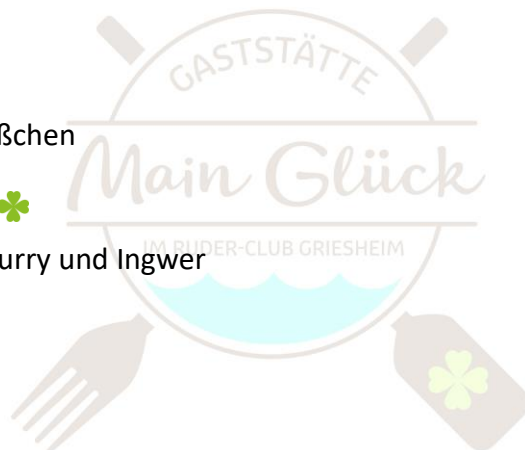 GASTSTÄTTE
ßchen
Main Glück
IM RUDER-CLUB GRIESHEIM
urry und Ingwer